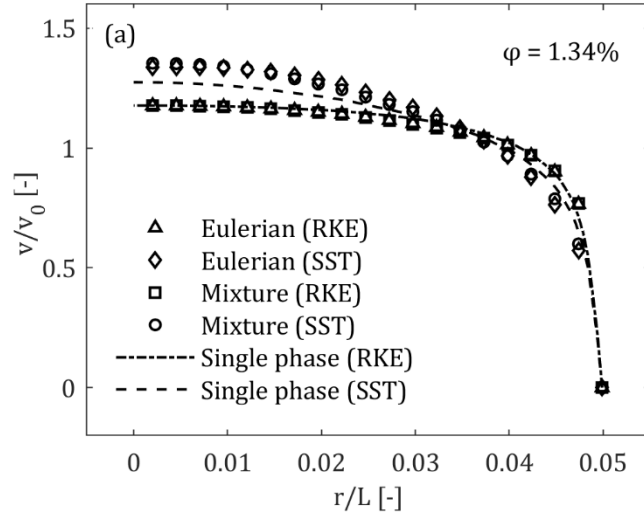 (a)
φ = 1.34%
v/v0 [-]
1.5
1
0.5
0
Eulerian (RKE)
Eulerian (SST)
Mixture (RKE)
Mixture (SST)
Single phase (RKE)
Single phase (SST)
0 0.01 0.02 0.03 0.04 0.05
r/L [-]